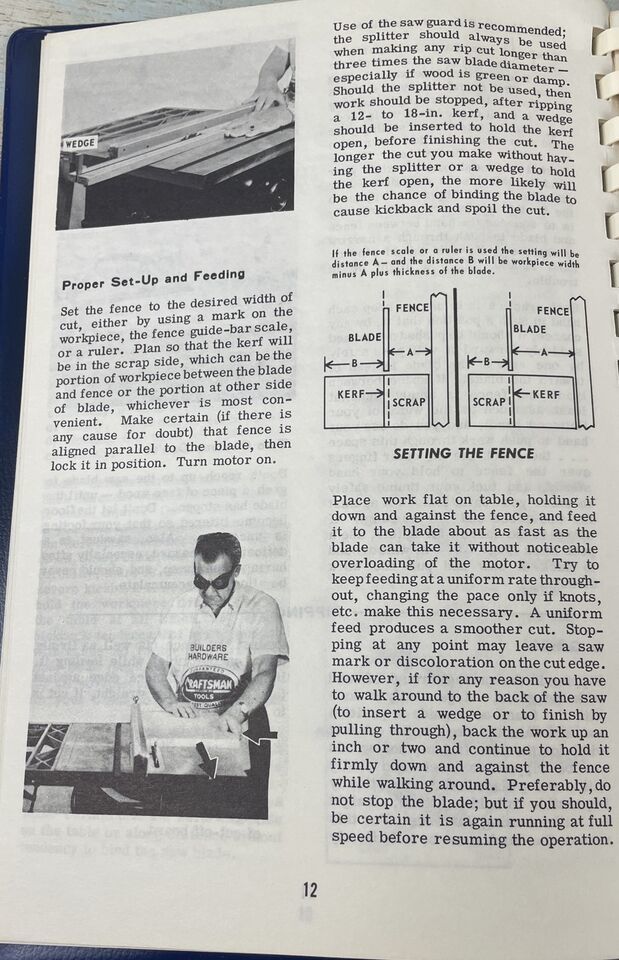 WEDGE
Proper Set-Up and Feeding
Set the fence to the desired width of
cut, either by using a mark on the
workpiece, the fence guide-bar scale,
or a ruler. Plan so that the kerf will
be in the scrap side, which can be the
portion of workpiece between the blade
and fence or the portion at other side
of blade, whichever is most con-
venient. Make certain (if there is
any cause for doubt) that fence is
aligned parallel to the blade, then
lock it in position. Turn motor on.
BUILDERS
HARDWARE
CRAFTSMAN
TOOLS
Use of the saw guard is recommended;
the splitter should always be used
when making any rip cut longer than
three times the saw blade diameter —
especially if wood is green or damp.
Should the splitter not be used, then
work should be stopped, after ripping
a 12- to 18-in. kerf, and a wedge
should be inserted to hold the kerf
open, before finishing the cut. The
longer the cut you make without hav-
ing the splitter or a wedge to hold
the kerf open, the more likely will
be the chance of binding the blade to
cause kickback and spoil the cut.
If the fence scale or a ruler is used the setting will be
distance A — and the distance B will be workpiece width
minus A plus thickness of the blade.
FENCE
BLADE
A
B
KERF
SCRAP
FENCE
BLADE
A
B
KERF
SCRAP
SETTING THE FENCE
Place work flat on table, holding it
down and against the fence, and feed
it to the blade about as fast as the
blade can take it without noticeable
overloading of the motor. Try to
keep feeding at a uniform rate through-
out, changing the pace only if knots,
etc. make this necessary. A uniform
feed produces a smoother cut. Stop-
ping at any point may leave a saw
mark or discoloration on the cut edge.
However, if for any reason you have
to walk around to the back of the saw
(to insert a wedge or to finish by
pulling through), back the work up an
inch or two and continue to hold it
firmly down and against the fence
while walking around. Preferably, do
not stop the blade; but if you should,
be certain it is again running at full
speed before resuming the operation.
12